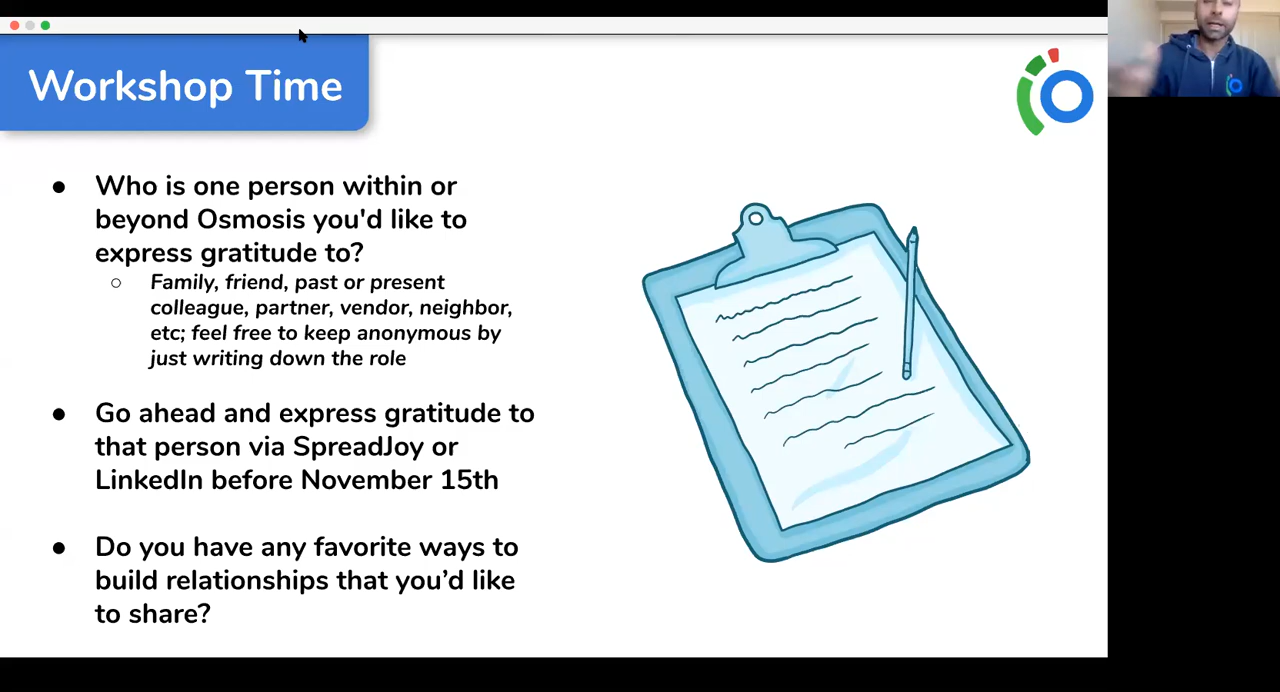 Workshop Time
● Who is one person within or
beyond Osmosis you'd like to
express gratitude to?
○ Family, friend, past or present
colleague, partner, vendor, neighbor,
etc; feel free to keep anonymous by
just writing down the role
● Go ahead and express gratitude to
that person via SpreadJoy or
LinkedIn before November 15th
● Do you have any favorite ways to
build relationships that you’d like
to share?